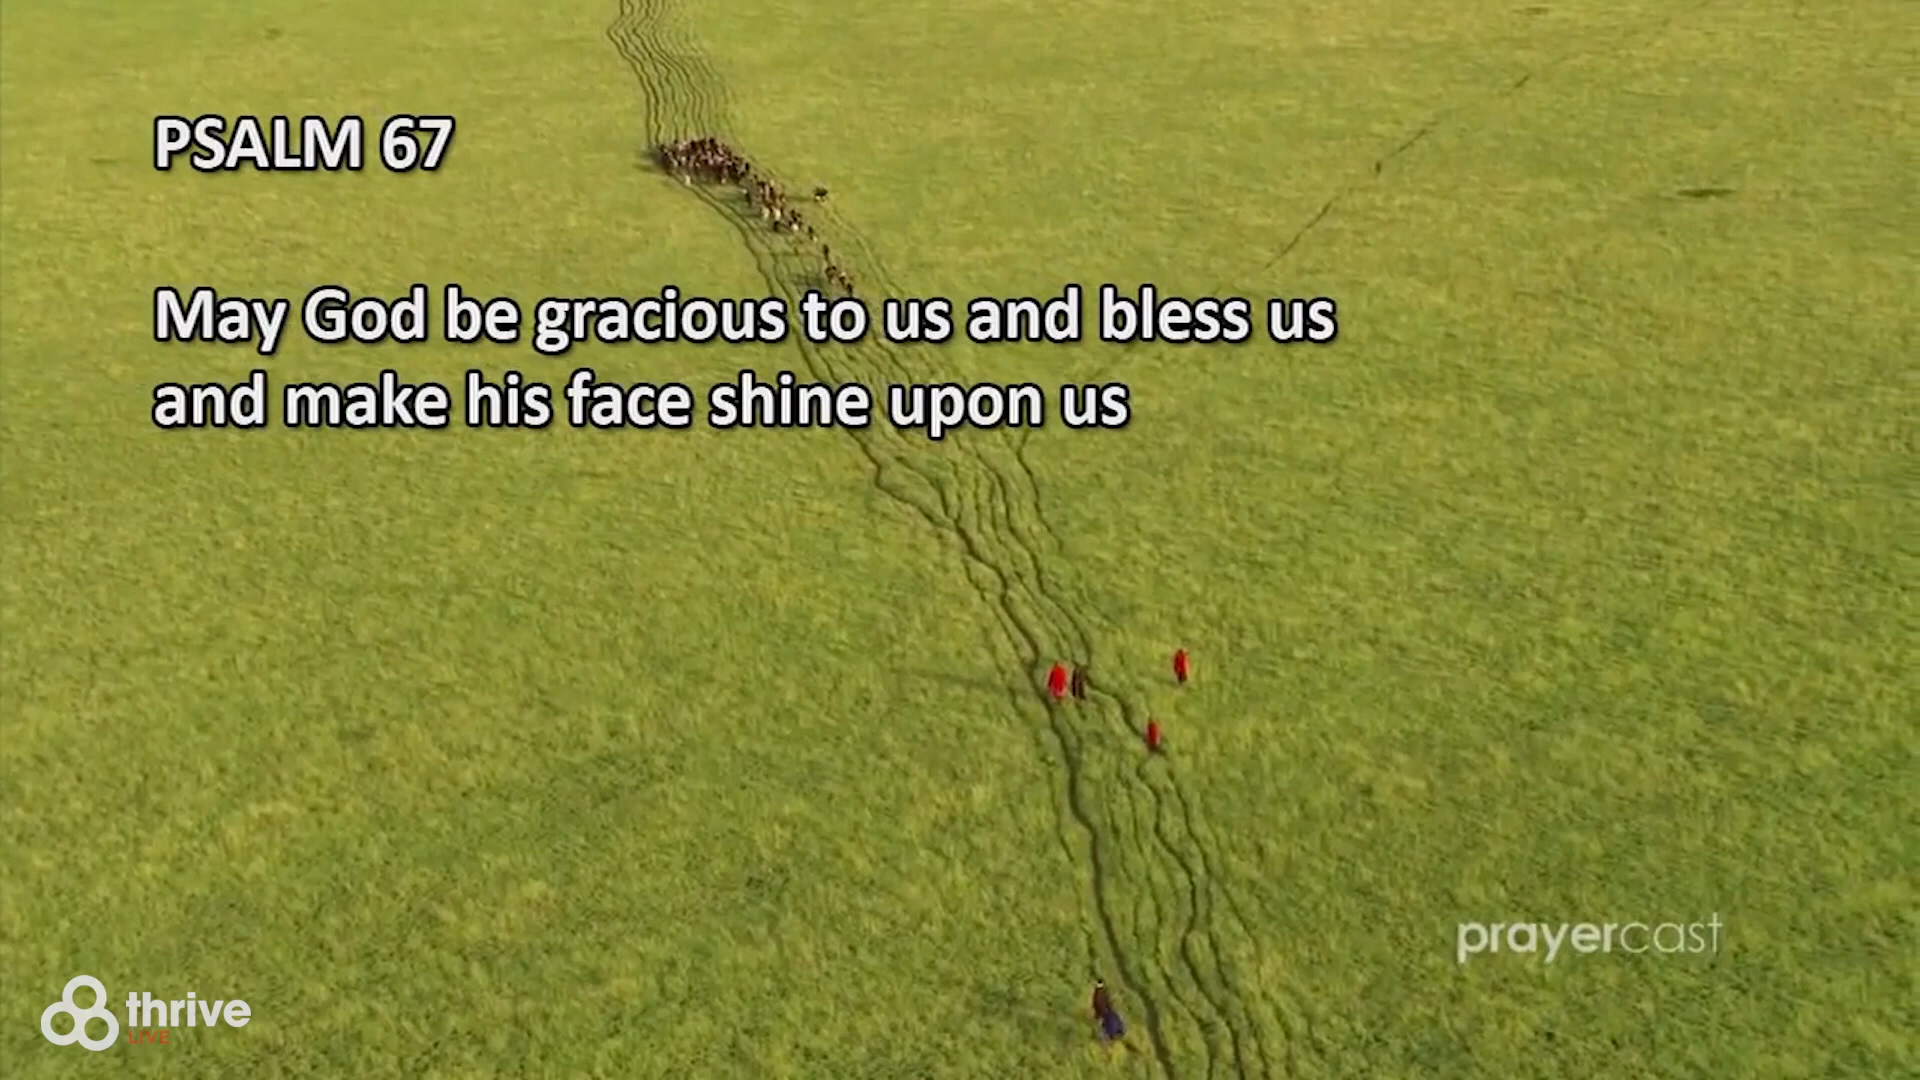 PSALM 67
May God be gracious to us and bless us
and make his face shine upon us
prayercast
thrive
LIVE